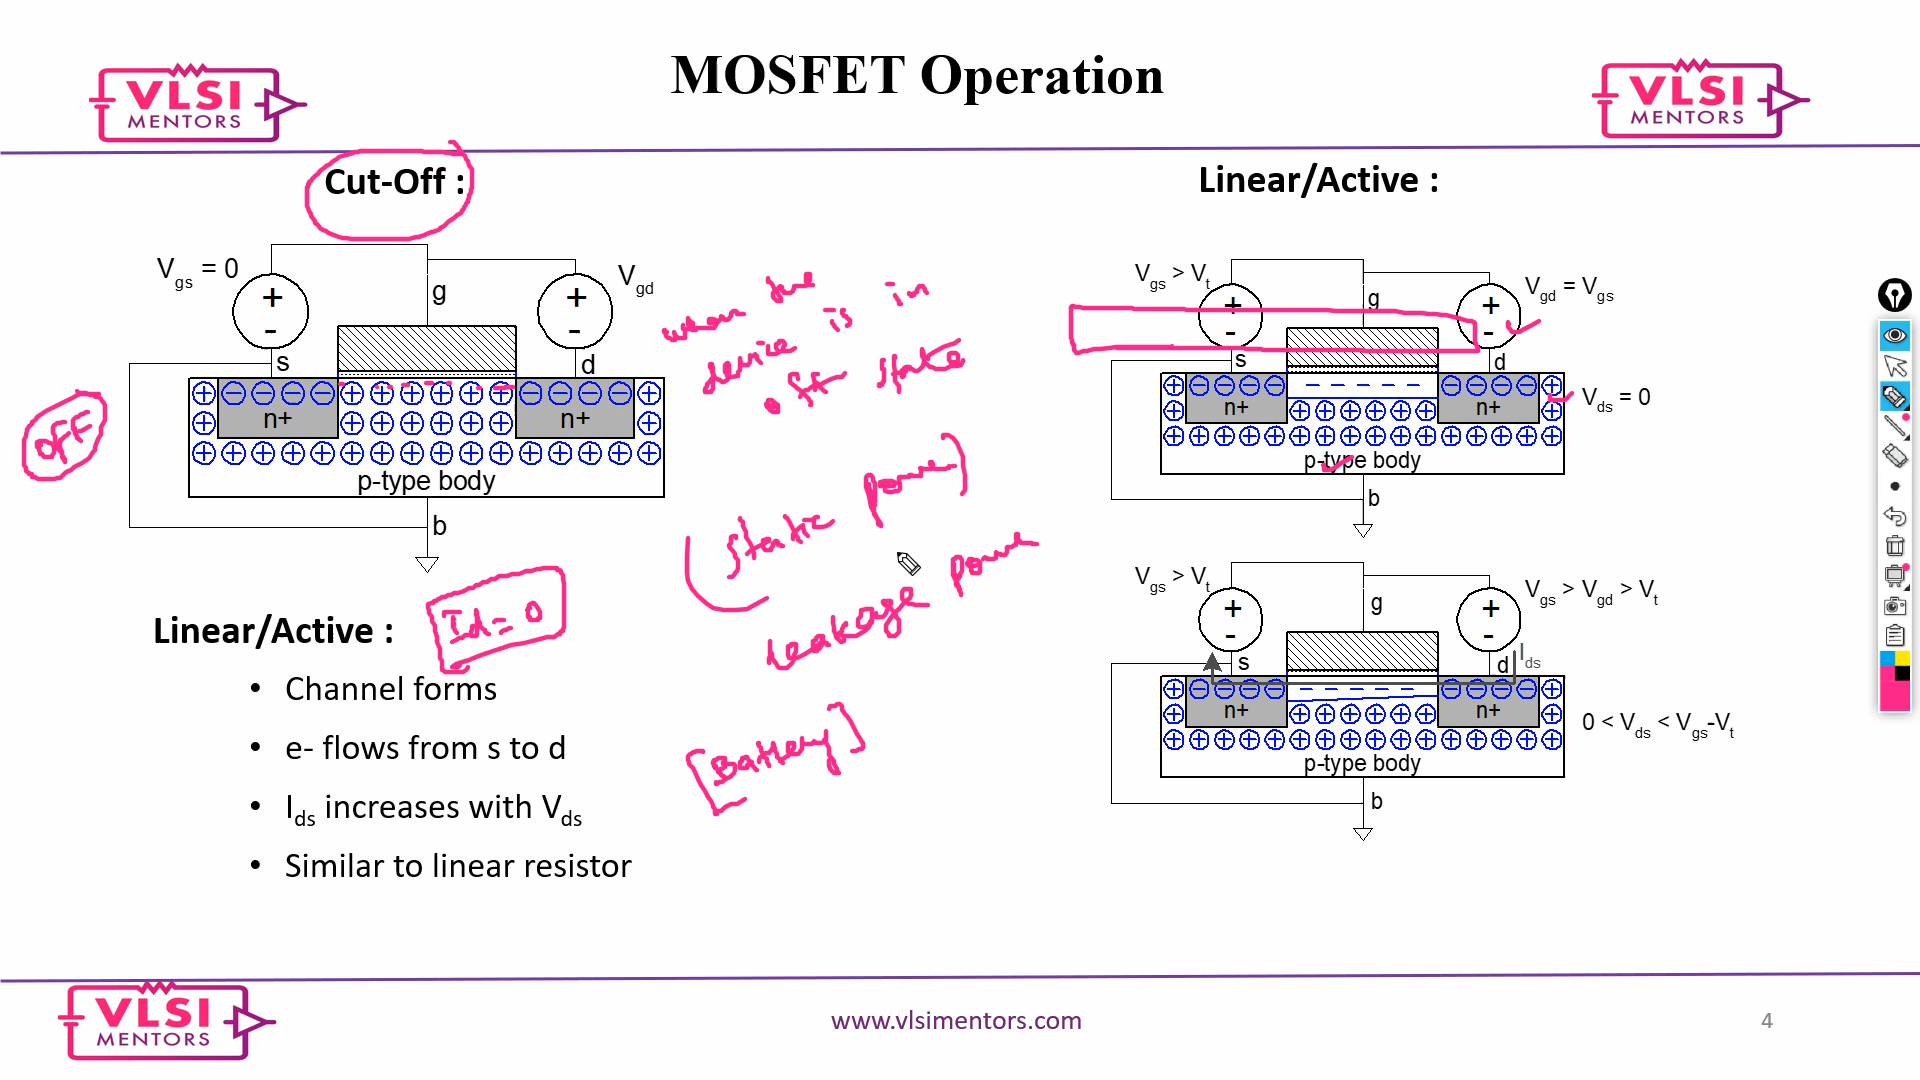 MOSFET Operation
VLSI
MENTORS
VLSI
MENTORS
Cut-Off :
Vgs = 0
Vgd
+
-
+
-
g
s
d
n+
n+
p-type body
b
OFF
Id = 0
when the
device is in
off state
(static power]
Leakage power
[Battery]
Linear/Active :
• Channel forms
• e- flows from s to d
• Ids increases with Vds
• Similar to linear resistor
Linear/Active :
Vgs > Vt
Vgd = Vgs
+
-
+
-
g
s
d
Vds = 0
n+
n+
p-type body
b
Vgs > Vt
Vgs > Vgd > Vt
+
-
+
-
g
s
d
Ids
n+
n+
0 < Vds < Vgs-Vt
p-type body
b
VLSI
MENTORS
www.vlsimentors.com
4